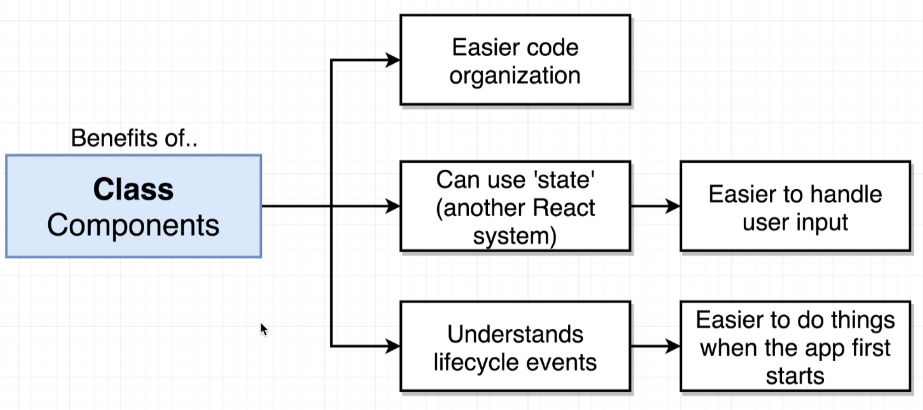 Benefits of..
Class
Components
Easier code
organization
Can use 'state'
(another React
system)
Easier to handle
user input
Understands
lifecycle events
Easier to do things
when the app first
starts